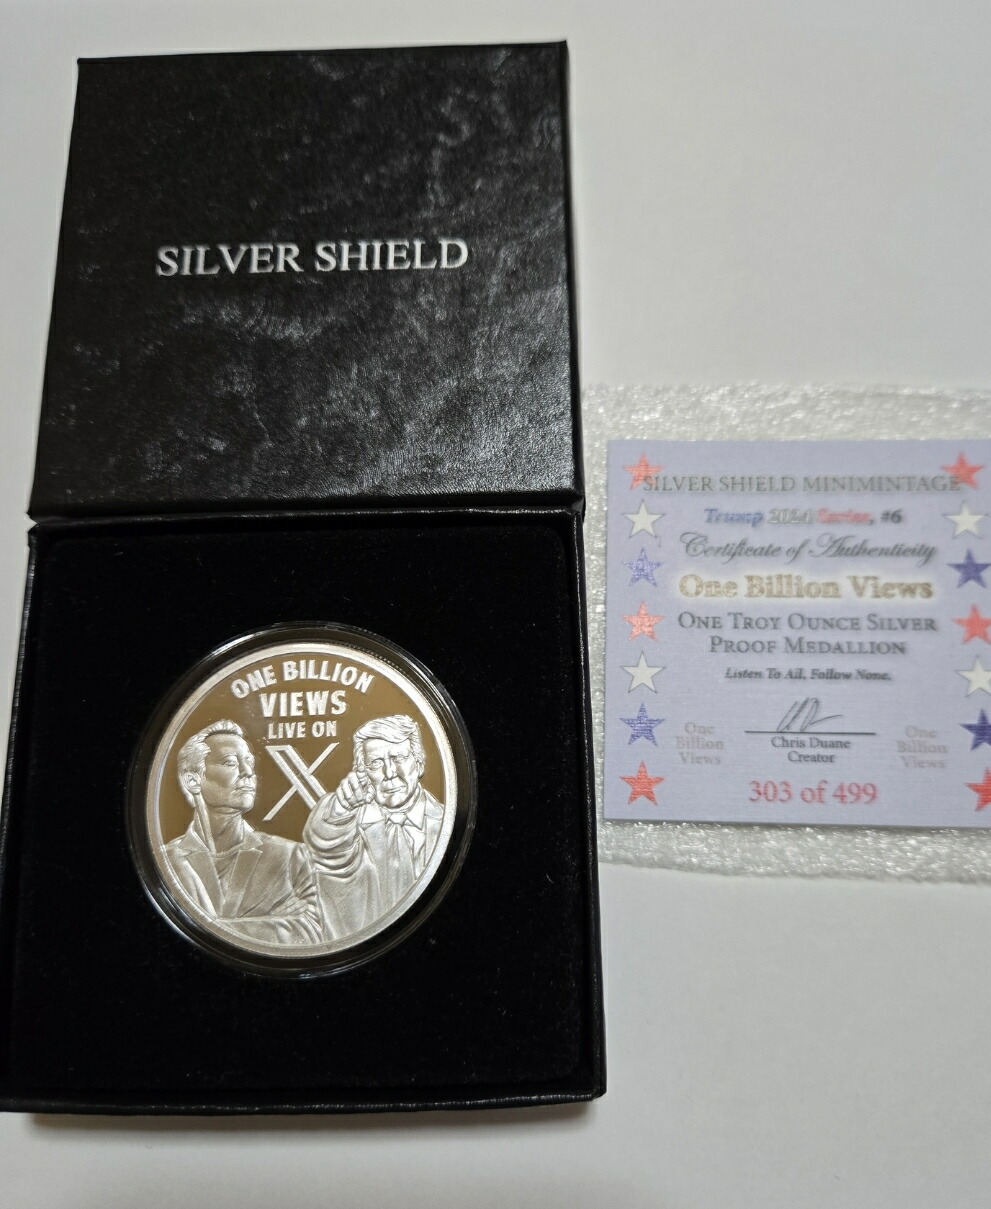 SILVER SHIELD
ONE BILLION
VIEWS
LIVE ON
X
SILVER SHIELD MINIMINTAGE
Trump 2024 Series, #6
Certificate of Authenticity
One Billion Views
ONE TROY OUNCE SILVER
PROOF MEDALLION
Listen To All, Follow None.
One
Billion
Views
Chris Duane
Creator
One
Billion
Views
303 of 499